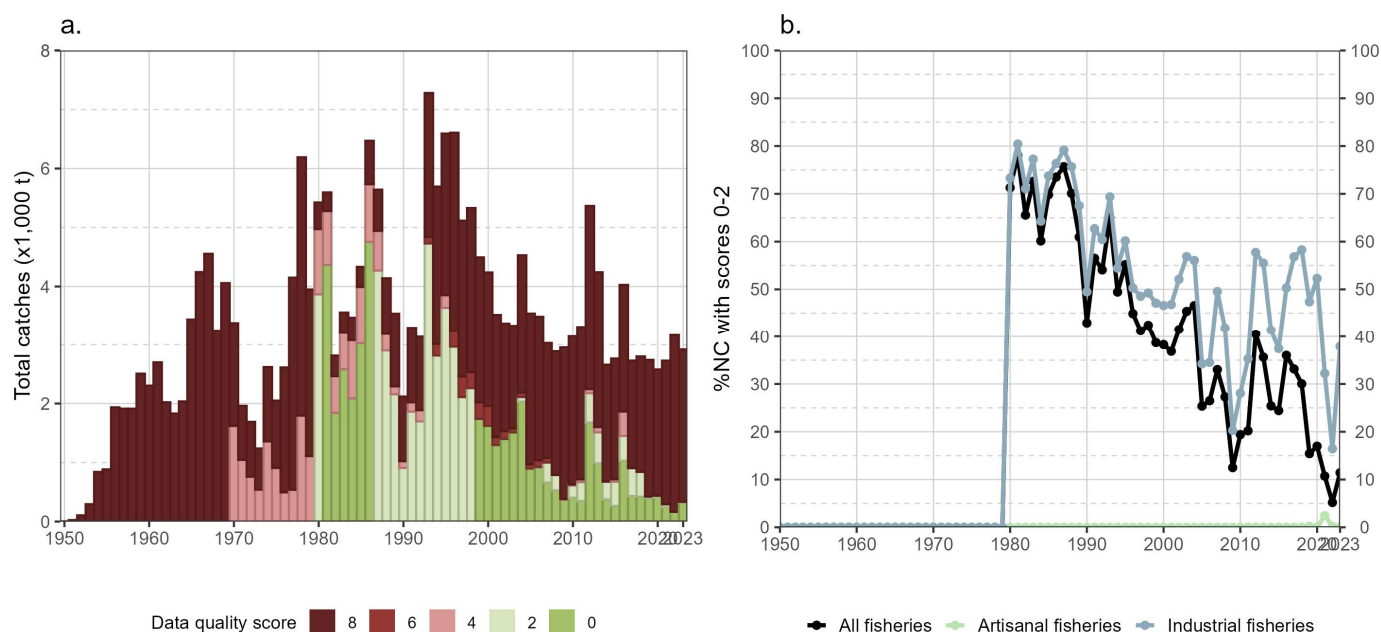 a.
Total catches (x1,000 t)
8
6
4
2
0
1950 1960 1970 1980 1990 2000 2010 2020 2023
Data quality score 8 6 4 2 0
b.
%NC with scores 0-2
100 100
90 90
80 80
70 70
60 60
50 50
40 40
30 30
20 20
10 10
0 0
1950 1960 1970 1980 1990 2000 2010 2020 2023
All fisheries Artisanal fisheries Industrial fisheries